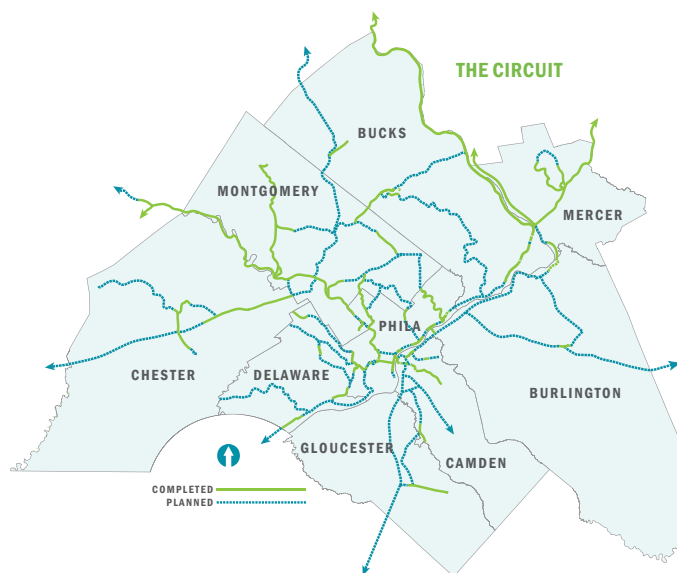 THE CIRCUIT
BUCKS
MONTGOMERY
MERCER
PHILA
CHESTER
DELAWARE
BURLINGTON
GLOUCESTER
CAMDEN
COMPLETED
PLANNED